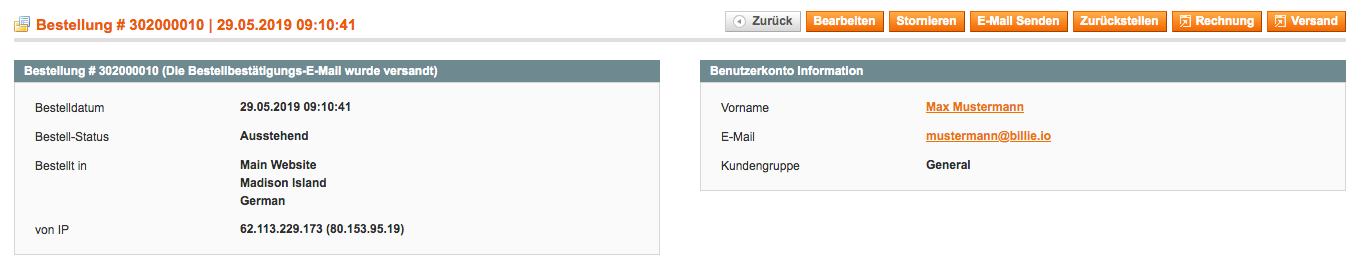 Bestellung # 302000010 | 29.05.2019 09:10:41
Zurück Bearbeiten Stornieren E-Mail Senden Zurückstellen Rechnung Versand
Bestellung # 302000010 (Die Bestellbestätigungs-E-Mail wurde versandt)
Bestelldatum 29.05.2019 09:10:41
Bestell-Status Ausstehend
Bestellt in Main Website
Madison Island
German
von IP 62.113.229.173 (80.153.95.19)
Benutzerkonto Information
Vorname Max Mustermann
E-Mail mustermann@billie.io
Kundengruppe General